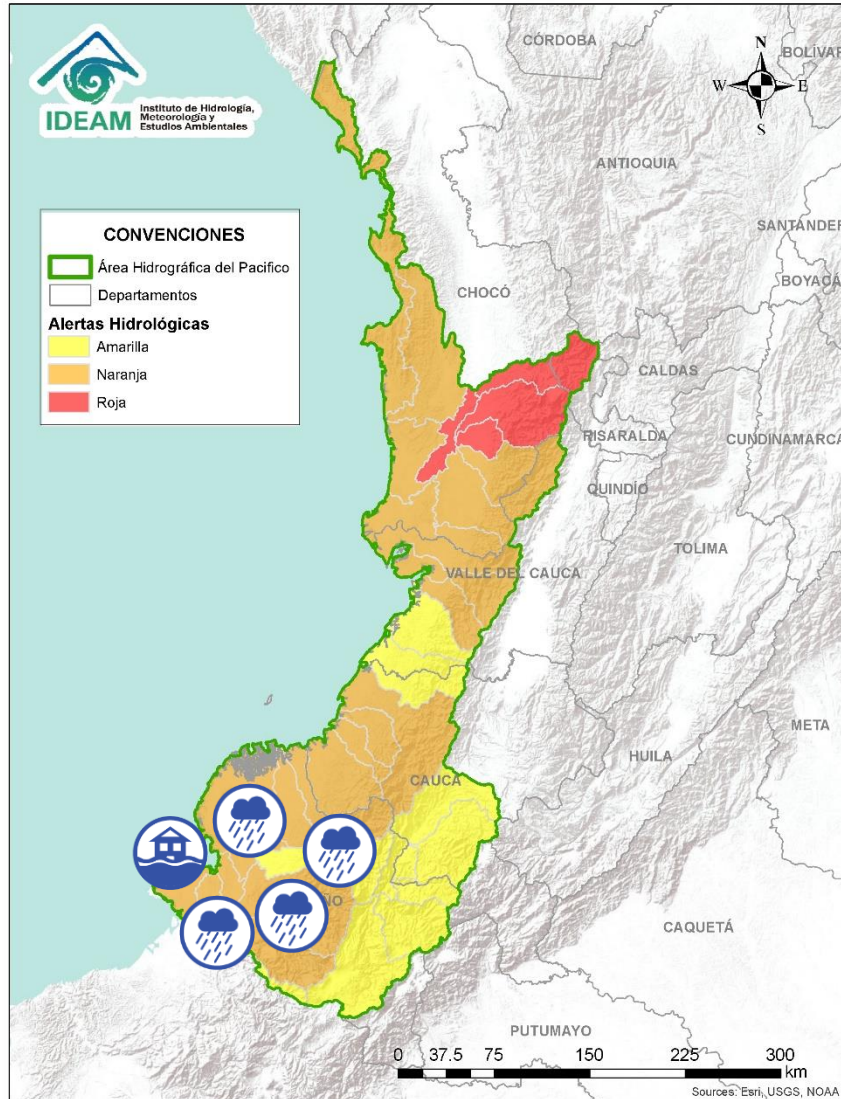 CÓRDOBA
BOLÍVAR
N
W
E
S
IDEAM
Instituto de Hidrología,
Meteorología y
Estudios Ambientales
ANTIOQUIA
SANTANDER
CONVENCIONES
Área Hidrográfica del Pacifico
Departamentos
Alertas Hidrológicas
Amarilla
Naranja
Roja
BOYACÁ
CHOCÓ
CALDAS
RISARALDA
CUNDINAMARCA
QUINDÍO
TOLIMA
VALLE DEL CAUCA
META
HUILA
CAUCA
ÑO
CAQUETÁ
PUTUMAYO
0 37.5 75 150 225 300
km
Sources: Esri, USGS, NOAA